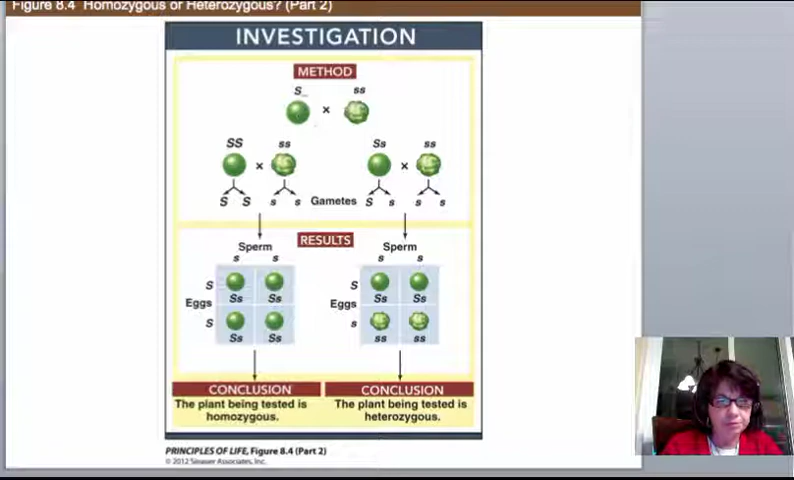 Figure 8.4 Homozygous or Heterozygous? (Part 2)
INVESTIGATION
METHOD
S_ ss
×
SS ss Ss ss
× ×
S S s s Gametes S s s s
RESULTS
Sperm Sperm
s s s s
S S
Ss Ss Ss Ss
Eggs Eggs
S s
Ss Ss ss ss
CONCLUSION CONCLUSION
The plant being tested is The plant being tested is
homozygous. heterozygous.
PRINCIPLES OF LIFE, Figure 8.4 (Part 2)
© 2012 Sinauer Associates, Inc.